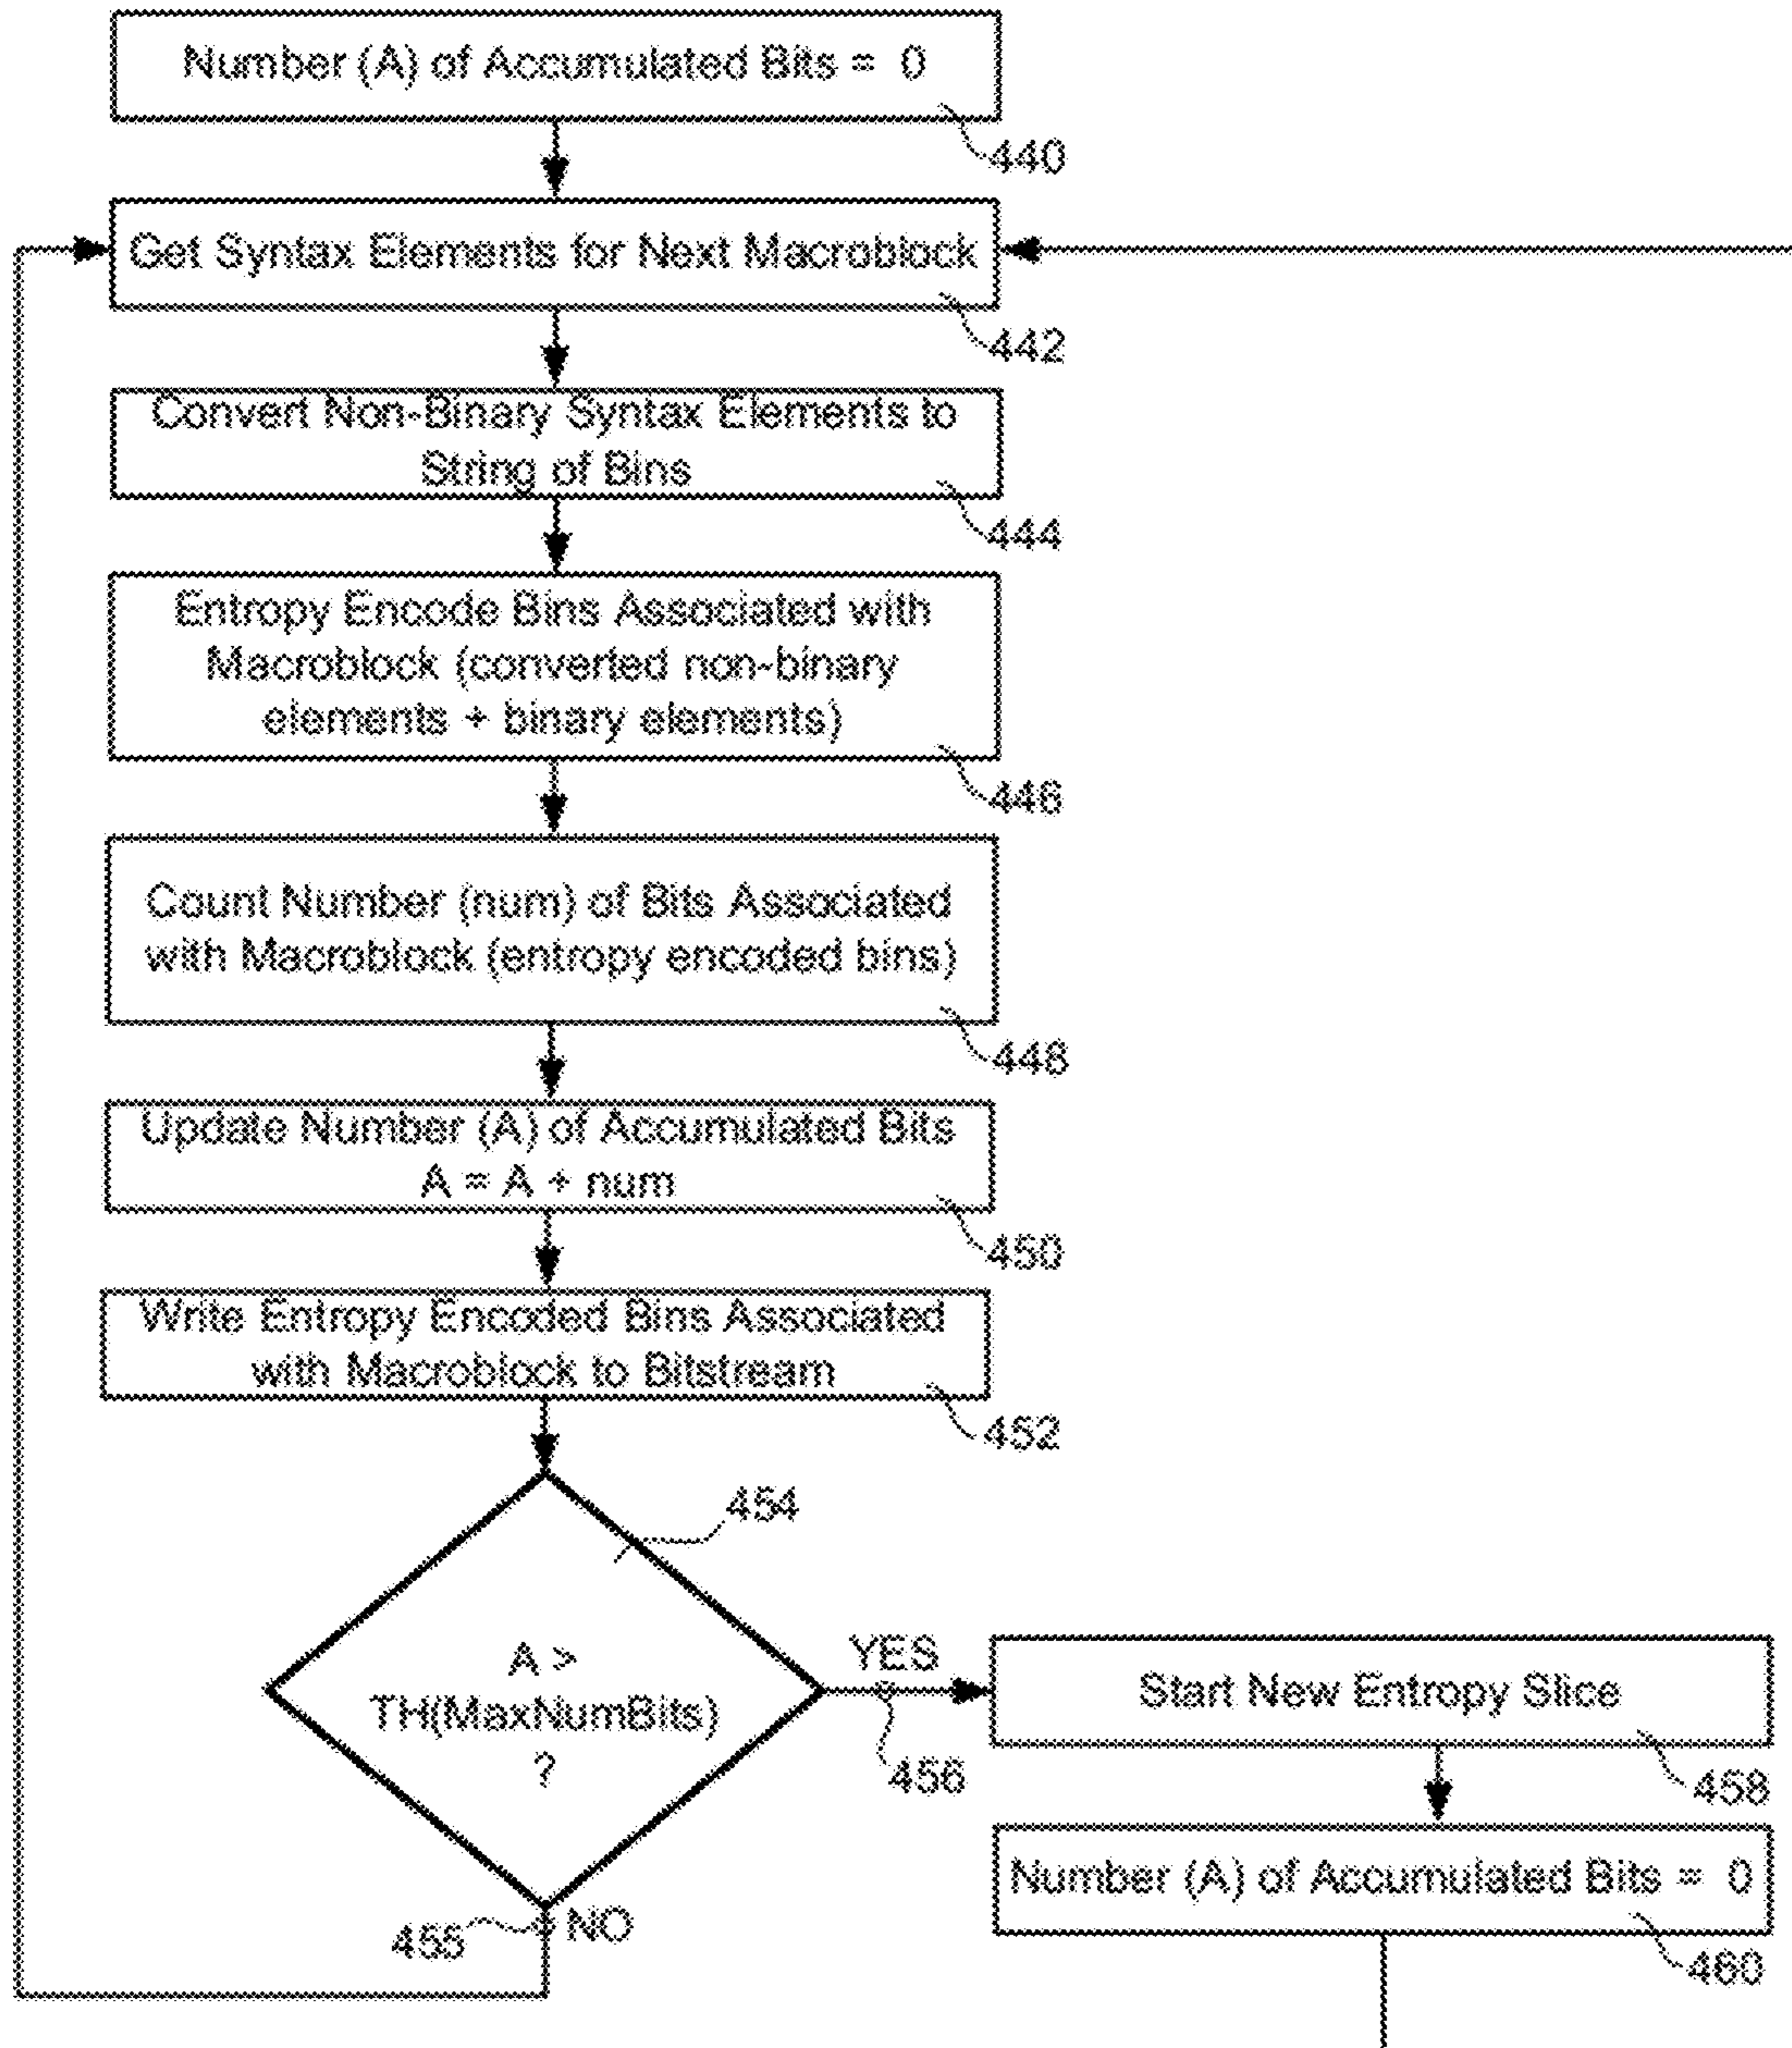 Number (A) of Accumulated Bits = 0
440
Get Syntax Elements for Next Macroblock
442
Convert Non-Binary Syntax Elements to
String of Bins
444
Entropy Encode Bins Associated with
Macroblock (converted non-binary
elements + binary elements)
446
Count Number (num) of Bits Associated
with Macroblock (entropy encoded bins)
448
Update Number (A) of Accumulated Bits
A = A + num
450
Write Entropy Encoded Bins Associated
with Macroblock to Bitstream
452
454
A >
TH(MaxNumBits)
?
YES
456
Start New Entropy Slice
458
Number (A) of Accumulated Bits = 0
460
455
NO